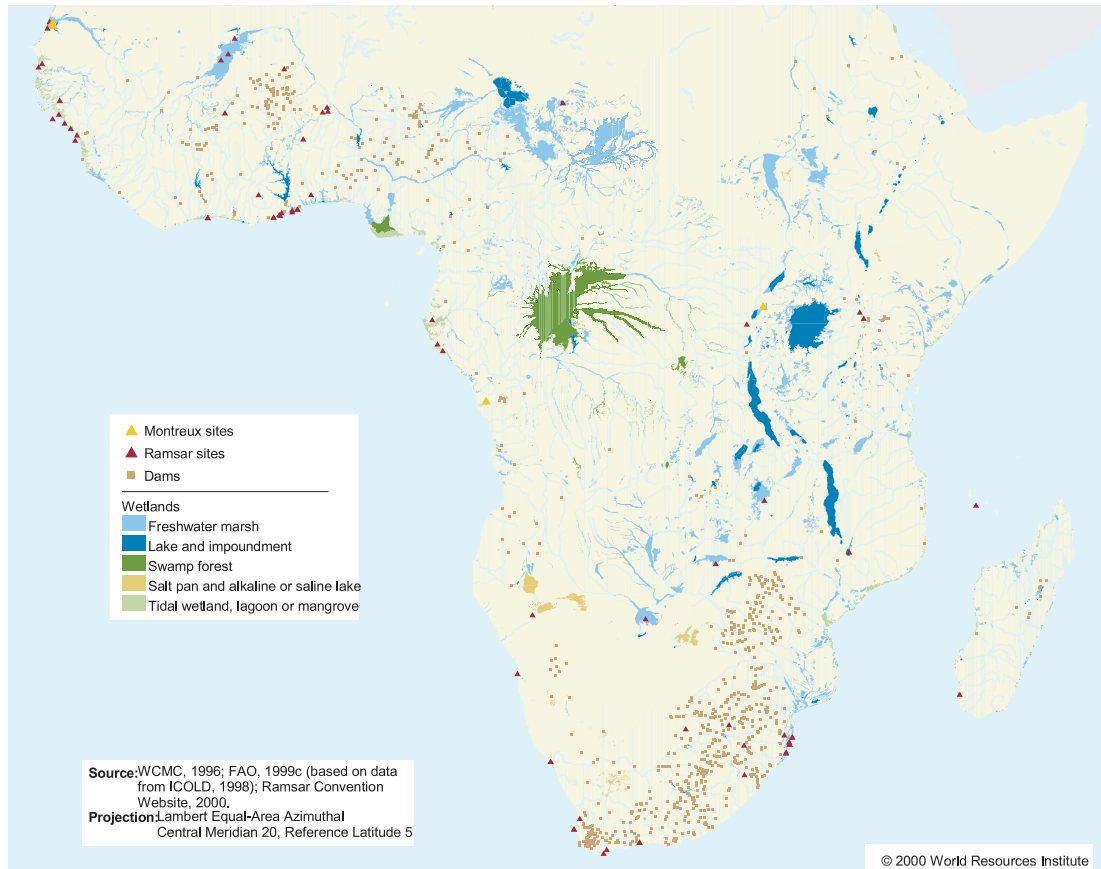 Montreux sites
Ramsar sites
Dams
Wetlands
Freshwater marsh
Lake and impoundment
Swamp forest
Salt pan and alkaline or saline lake
Tidal wetland, lagoon or mangrove
Source:WCMC, 1996; FAO, 1999c (based on data
from ICOLD, 1998); Ramsar Convention
Website, 2000.
Projection:Lambert Equal-Area Azimuthal
Central Meridian 20, Reference Latitude 5
© 2000 World Resources Institute